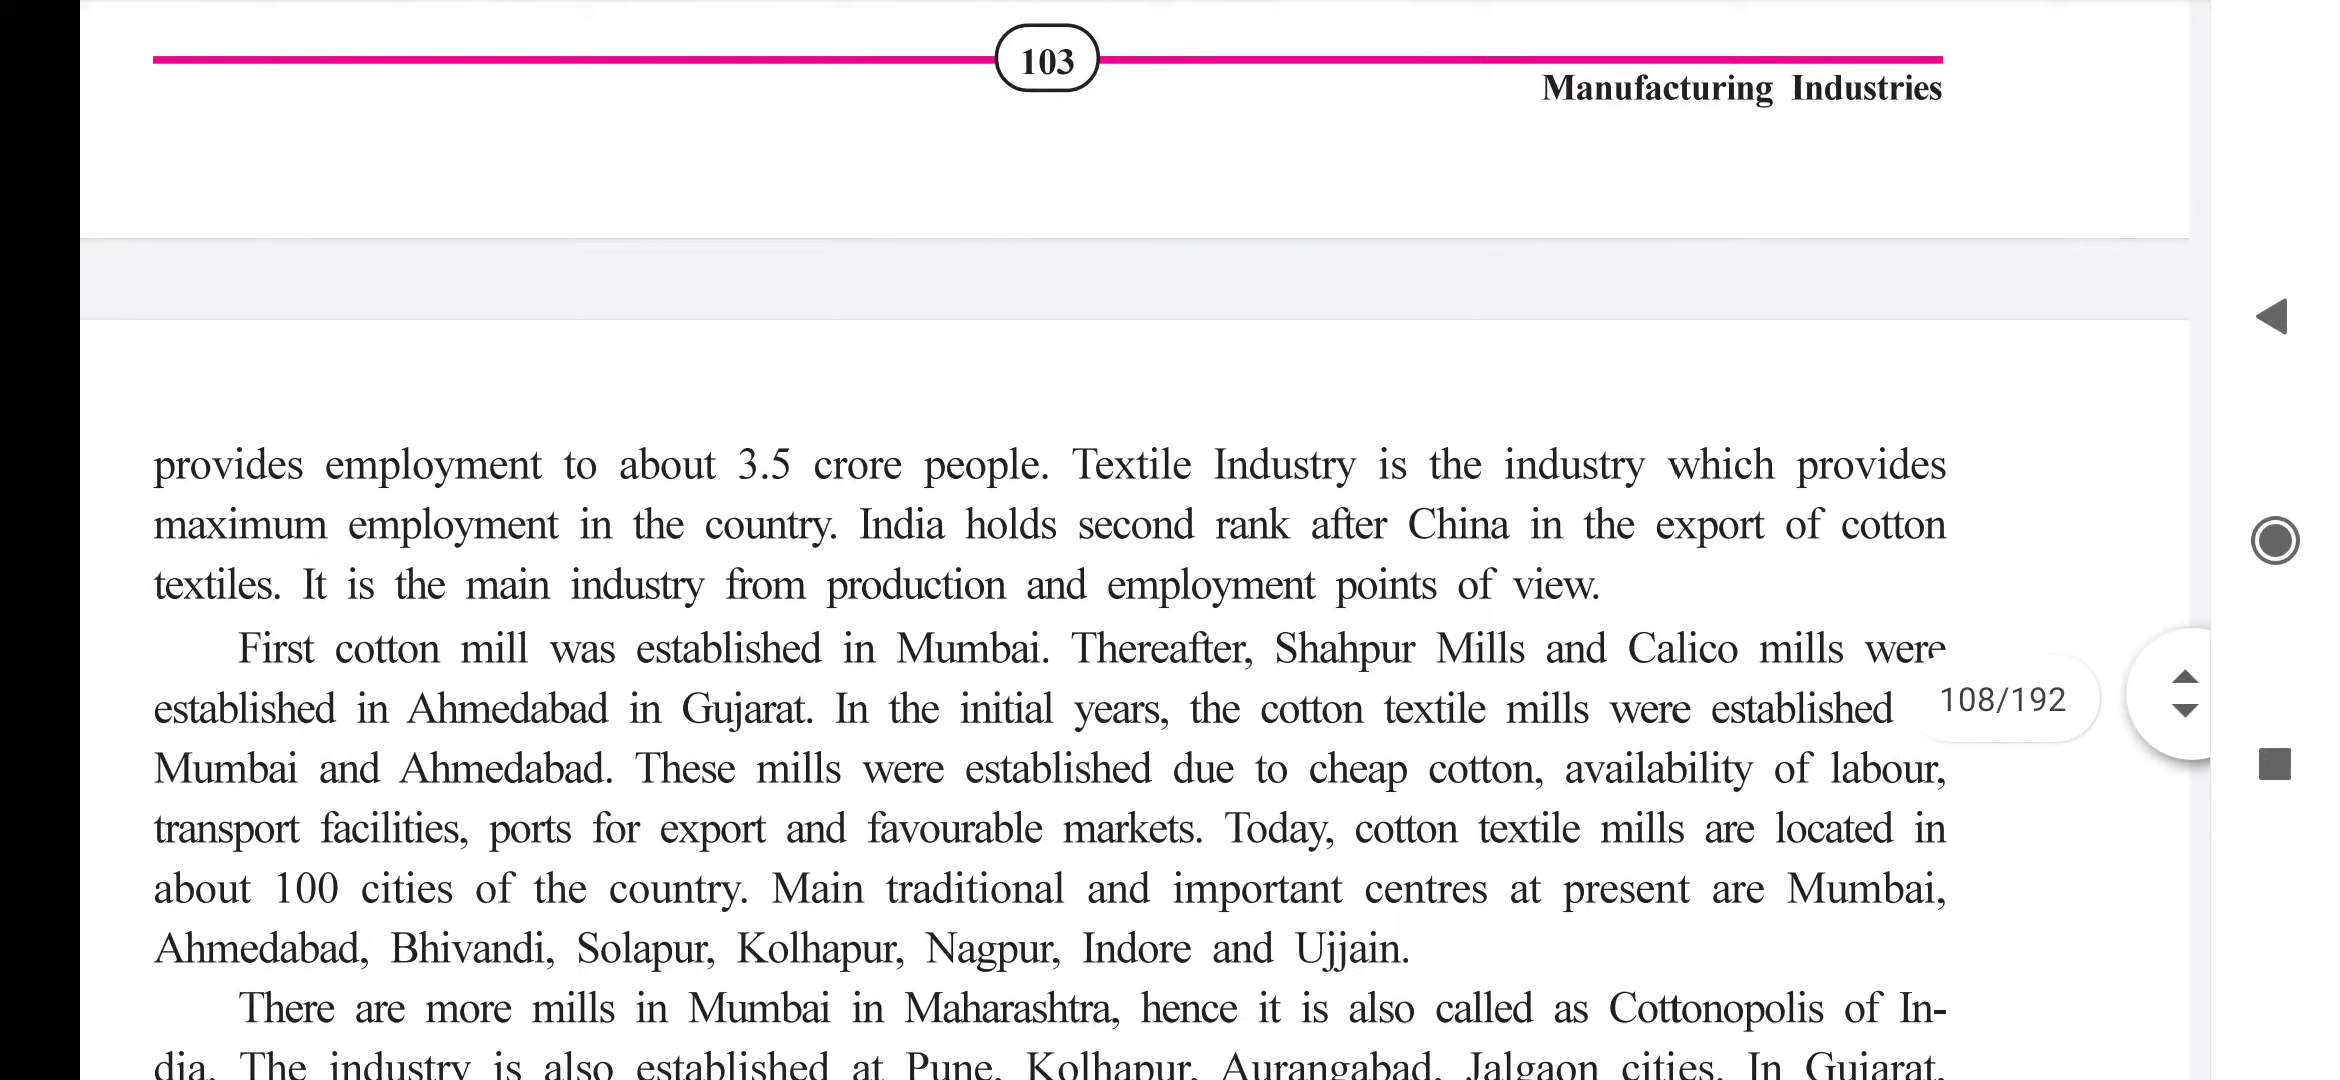 103
Manufacturing Industries
provides employment to about 3.5 crore people. Textile Industry is the industry which provides
maximum employment in the country. India holds second rank after China in the export of cotton
textiles. It is the main industry from production and employment points of view.
First cotton mill was established in Mumbai. Thereafter, Shahpur Mills and Calico mills were
established in Ahmedabad in Gujarat. In the initial years, the cotton textile mills were established
108/192
Mumbai and Ahmedabad. These mills were established due to cheap cotton, availability of labour,
transport facilities, ports for export and favourable markets. Today, cotton textile mills are located in
about 100 cities of the country. Main traditional and important centres at present are Mumbai,
Ahmedabad, Bhivandi, Solapur, Kolhapur, Nagpur, Indore and Ujjain.
There are more mills in Mumbai in Maharashtra, hence it is also called as Cottonopolis of In-
dia. The industry is also established at Pune, Kolhapur, Aurangabad, Jalgaon cities. In Gujarat,